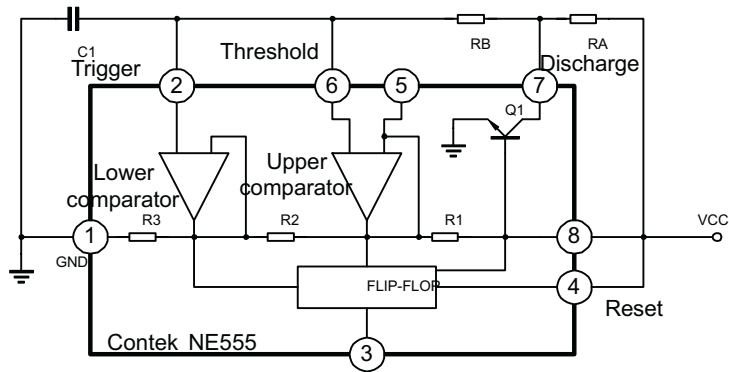 C1
RB
RA
Trigger
Threshold
Discharge
2
6
5
7
Q1
Lower
comparator
Upper
comparator
R3
R2
R1
VCC
1
8
GND
FLIP-FLOP
4
Reset
Contek NE555
3